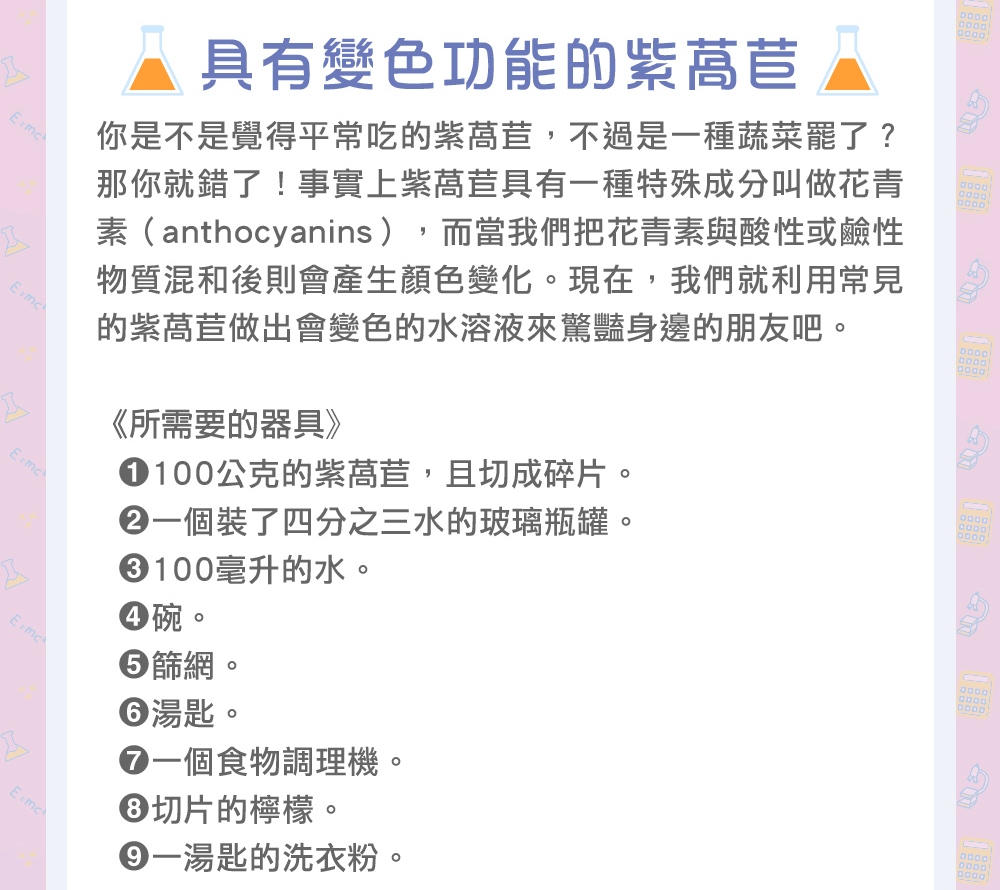 具有變色功能的紫萵苣
你是不是覺得平常吃的紫萵苣，不過是一種蔬菜罷了？
那你就錯了！事實上紫萵苣具有一種特殊成分叫做花青
素（anthocyanins），而當我們把花青素與酸性或鹼性
物質混和後則會產生顏色變化。現在，我們就利用常見
的紫萵苣做出會變色的水溶液來驚豔身邊的朋友吧。
《所需要的器具》
❶100公克的紫萵苣，且切成碎片。
❷一個裝了四分之三水的玻璃瓶罐。
❸100毫升的水。
❹碗。
❺篩網。
❻湯匙。
❼一個食物調理機。
❽切片的檸檬。
❾一湯匙的洗衣粉。